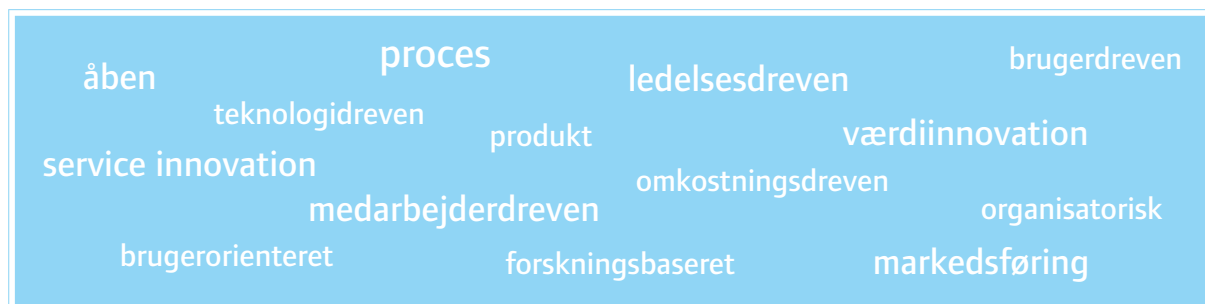 proces
brugerdreven
åben
ledelsesdreven
teknologidreven
produkt
værdiinnovation
service innovation
omkostningsdreven
medarbejderdreven
organisatorisk
brugerorienteret
forskningsbaseret
markedsføring